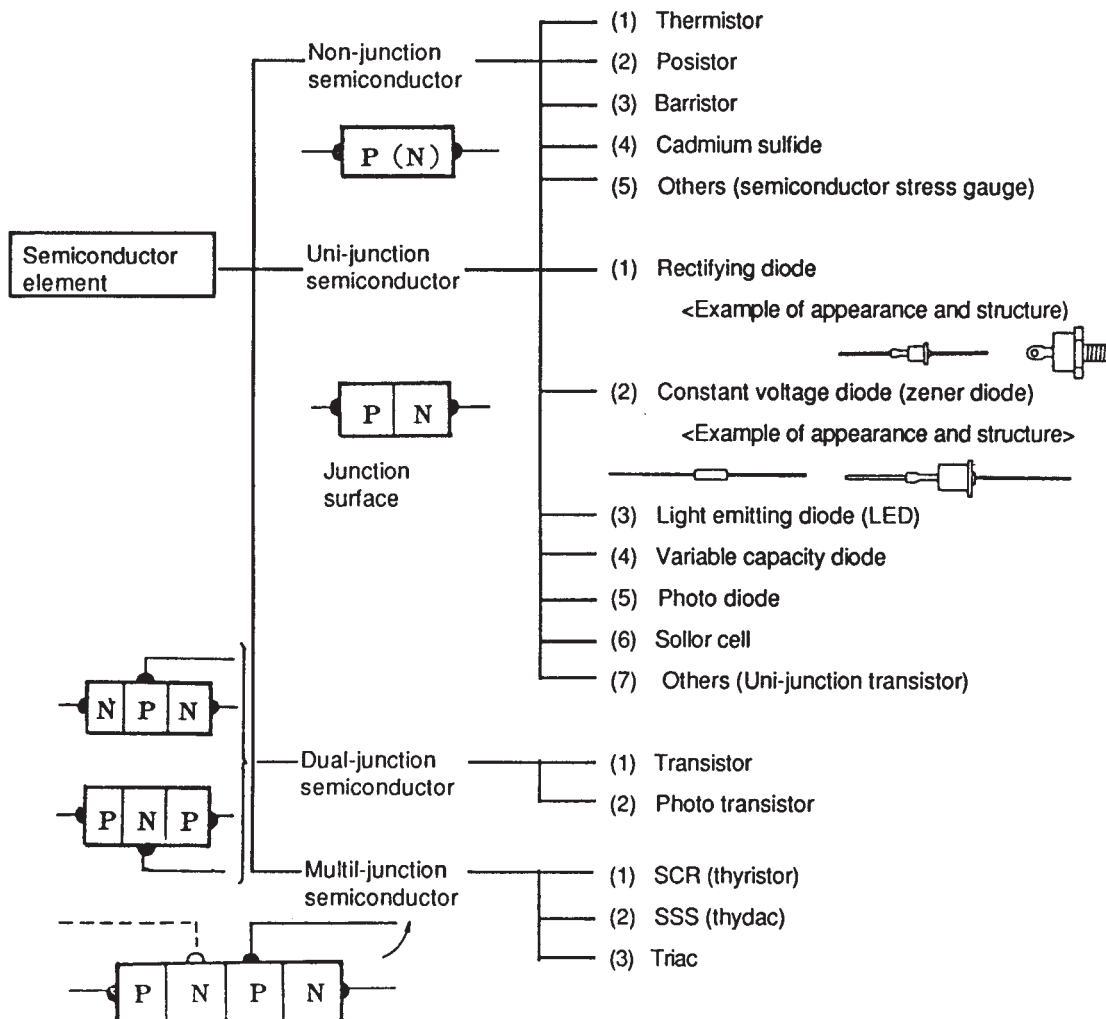 Semiconductor
element
Non-junction
semiconductor
P (N)
(1) Thermistor
(2) Posistor
(3) Barristor
(4) Cadmium sulfide
(5) Others (semiconductor stress gauge)
Uni-junction
semiconductor
P N
Junction
surface
(1) Rectifying diode
<Example of appearance and structure)
(2) Constant voltage diode (zener diode)
<Example of appearance and structure>
(3) Light emitting diode (LED)
(4) Variable capacity diode
(5) Photo diode
(6) Sollor cell
(7) Others (Uni-junction transistor)
N P N
P N P
Dual-junction
semiconductor
(1) Transistor
(2) Photo transistor
Multil-junction
semiconductor
P N P N
(1) SCR (thyristor)
(2) SSS (thydac)
(3) Triac